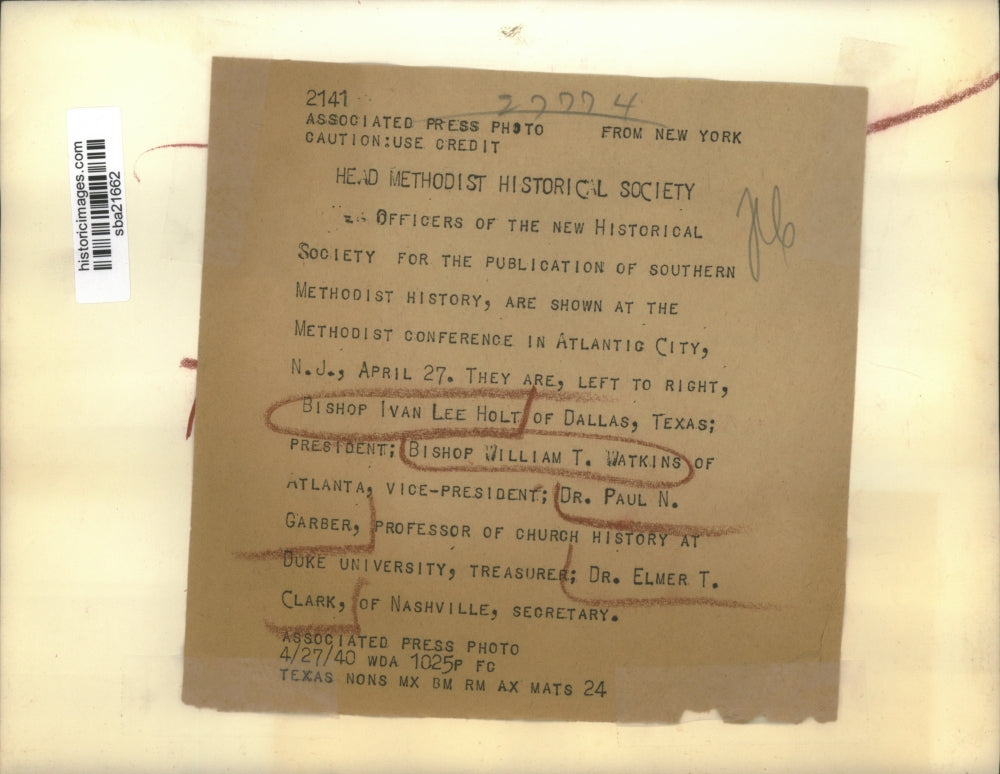 historicimages.com
sba21662
27774
2141
ASSOCIATED PRESS PHOTO FROM NEW YORK
CAUTION:USE CREDIT
HEAD METHODIST HISTORICAL SOCIETY
OFFICERS OF THE NEW HISTORICAL
SOCIETY FOR THE PUBLICATION OF SOUTHERN
METHODIST HISTORY, ARE SHOWN AT THE
METHODIST CONFERENCE IN ATLANTIC CITY,
N.J., APRIL 27. THEY ARE, LEFT TO RIGHT,
BISHOP IVAN LEE HOLT OF DALLAS, TEXAS;
PRESIDENT; BISHOP WILLIAM T. WATKINS OF
ATLANTA, VICE-PRESIDENT; DR. PAUL N.
GARBER, PROFESSOR OF CHURCH HISTORY AT
DUKE UNIVERSITY, TREASURER; DR. ELMER T.
CLARK, OF NASHVILLE, SECRETARY.
ASSOCIATED PRESS PHOTO
4/27/40 WDA 1025P FC
TEXAS NONS MX BM RM AX MATS 24